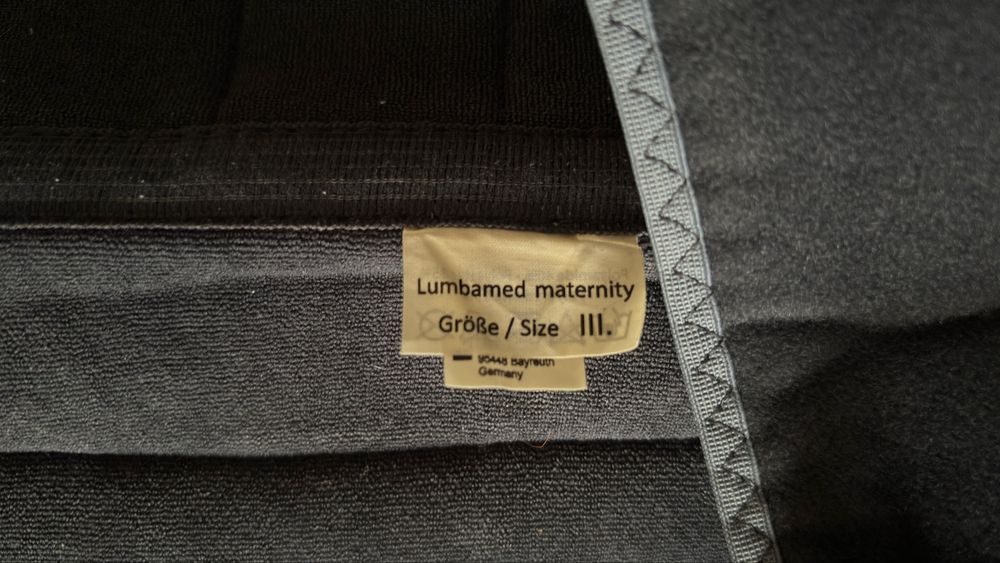 Lumbamed maternity
Größe / Size III.
95448 Bayreuth
Germany